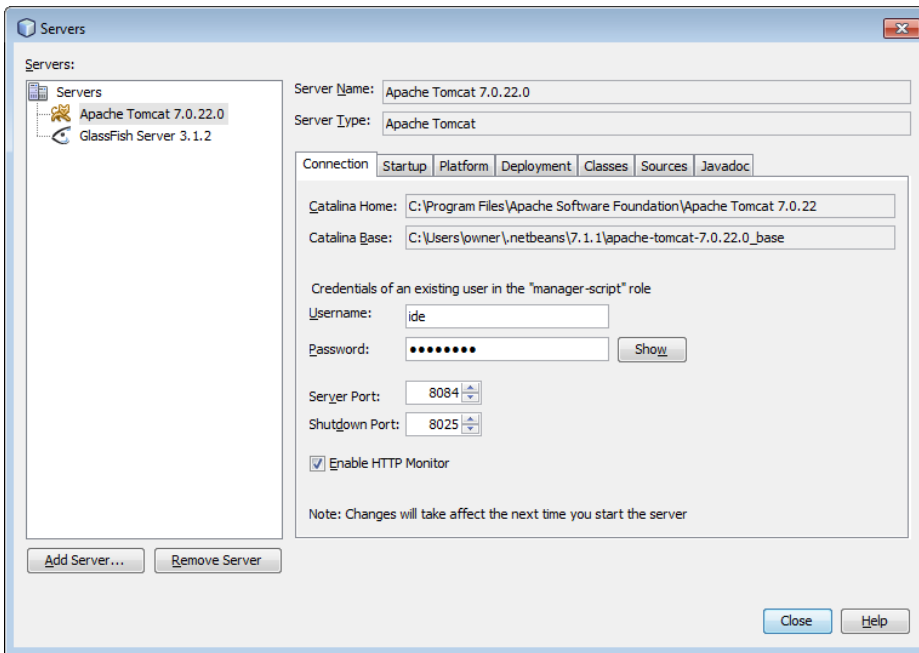 Servers
Servers:
Servers
Apache Tomcat 7.0.22.0
GlassFish Server 3.1.2
Server Name: Apache Tomcat 7.0.22.0
Server Type: Apache Tomcat
Connection Startup Platform Deployment Classes Sources Javadoc
Catalina Home: C:\Program Files\Apache Software Foundation\Apache Tomcat 7.0.22
Catalina Base: C:\Users\owner\.netbeans\7.1.1\apache-tomcat-7.0.22.0_base
Credentials of an existing user in the "manager-script" role
Username: ide
Password: ●●●●●●●● Show
Server Port: 8084
Shutdown Port: 8025
Enable HTTP Monitor
Note: Changes will take affect the next time you start the server
Add Server... Remove Server
Close Help